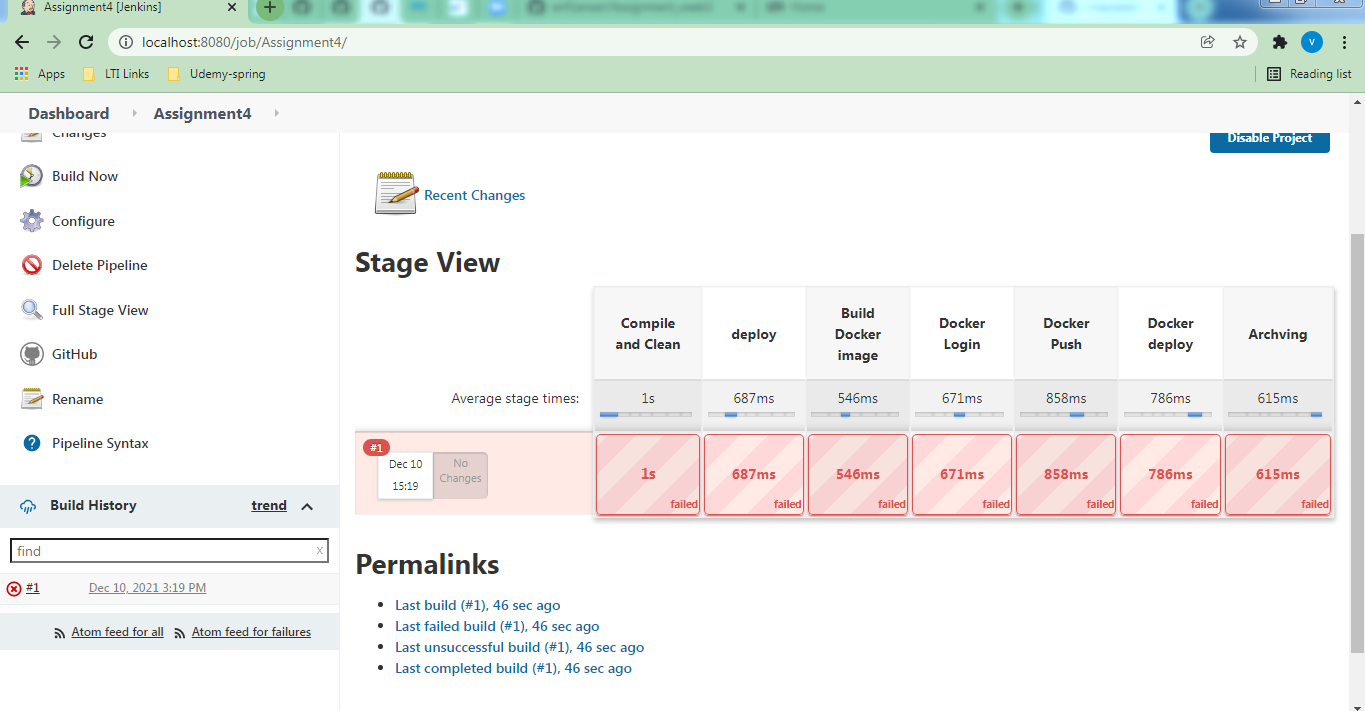 Assignment4 [Jenkins]
Home
localhost:8080/job/Assignment4/
V
Apps
LTI Links
Udemy-spring
Reading list
Dashboard
Assignment4
Changes
Build Now
Configure
Delete Pipeline
Full Stage View
GitHub
Rename
Pipeline Syntax
Build History
trend
find
x
#1
Dec 10, 2021 3:19 PM
Atom feed for all
Atom feed for failures
Disable Project
Recent Changes
Stage View
Compile
and Clean
deploy
Build
Docker
image
Docker
Login
Docker
Push
Docker
deploy
Archving
Average stage times:
1s
687ms
546ms
671ms
858ms
786ms
615ms
#1
Dec 10
15:19
No
Changes
1s
failed
687ms
failed
546ms
failed
671ms
failed
858ms
failed
786ms
failed
615ms
failed
Permalinks
Last build (#1), 46 sec ago
Last failed build (#1), 46 sec ago
Last unsuccessful build (#1), 46 sec ago
Last completed build (#1), 46 sec ago